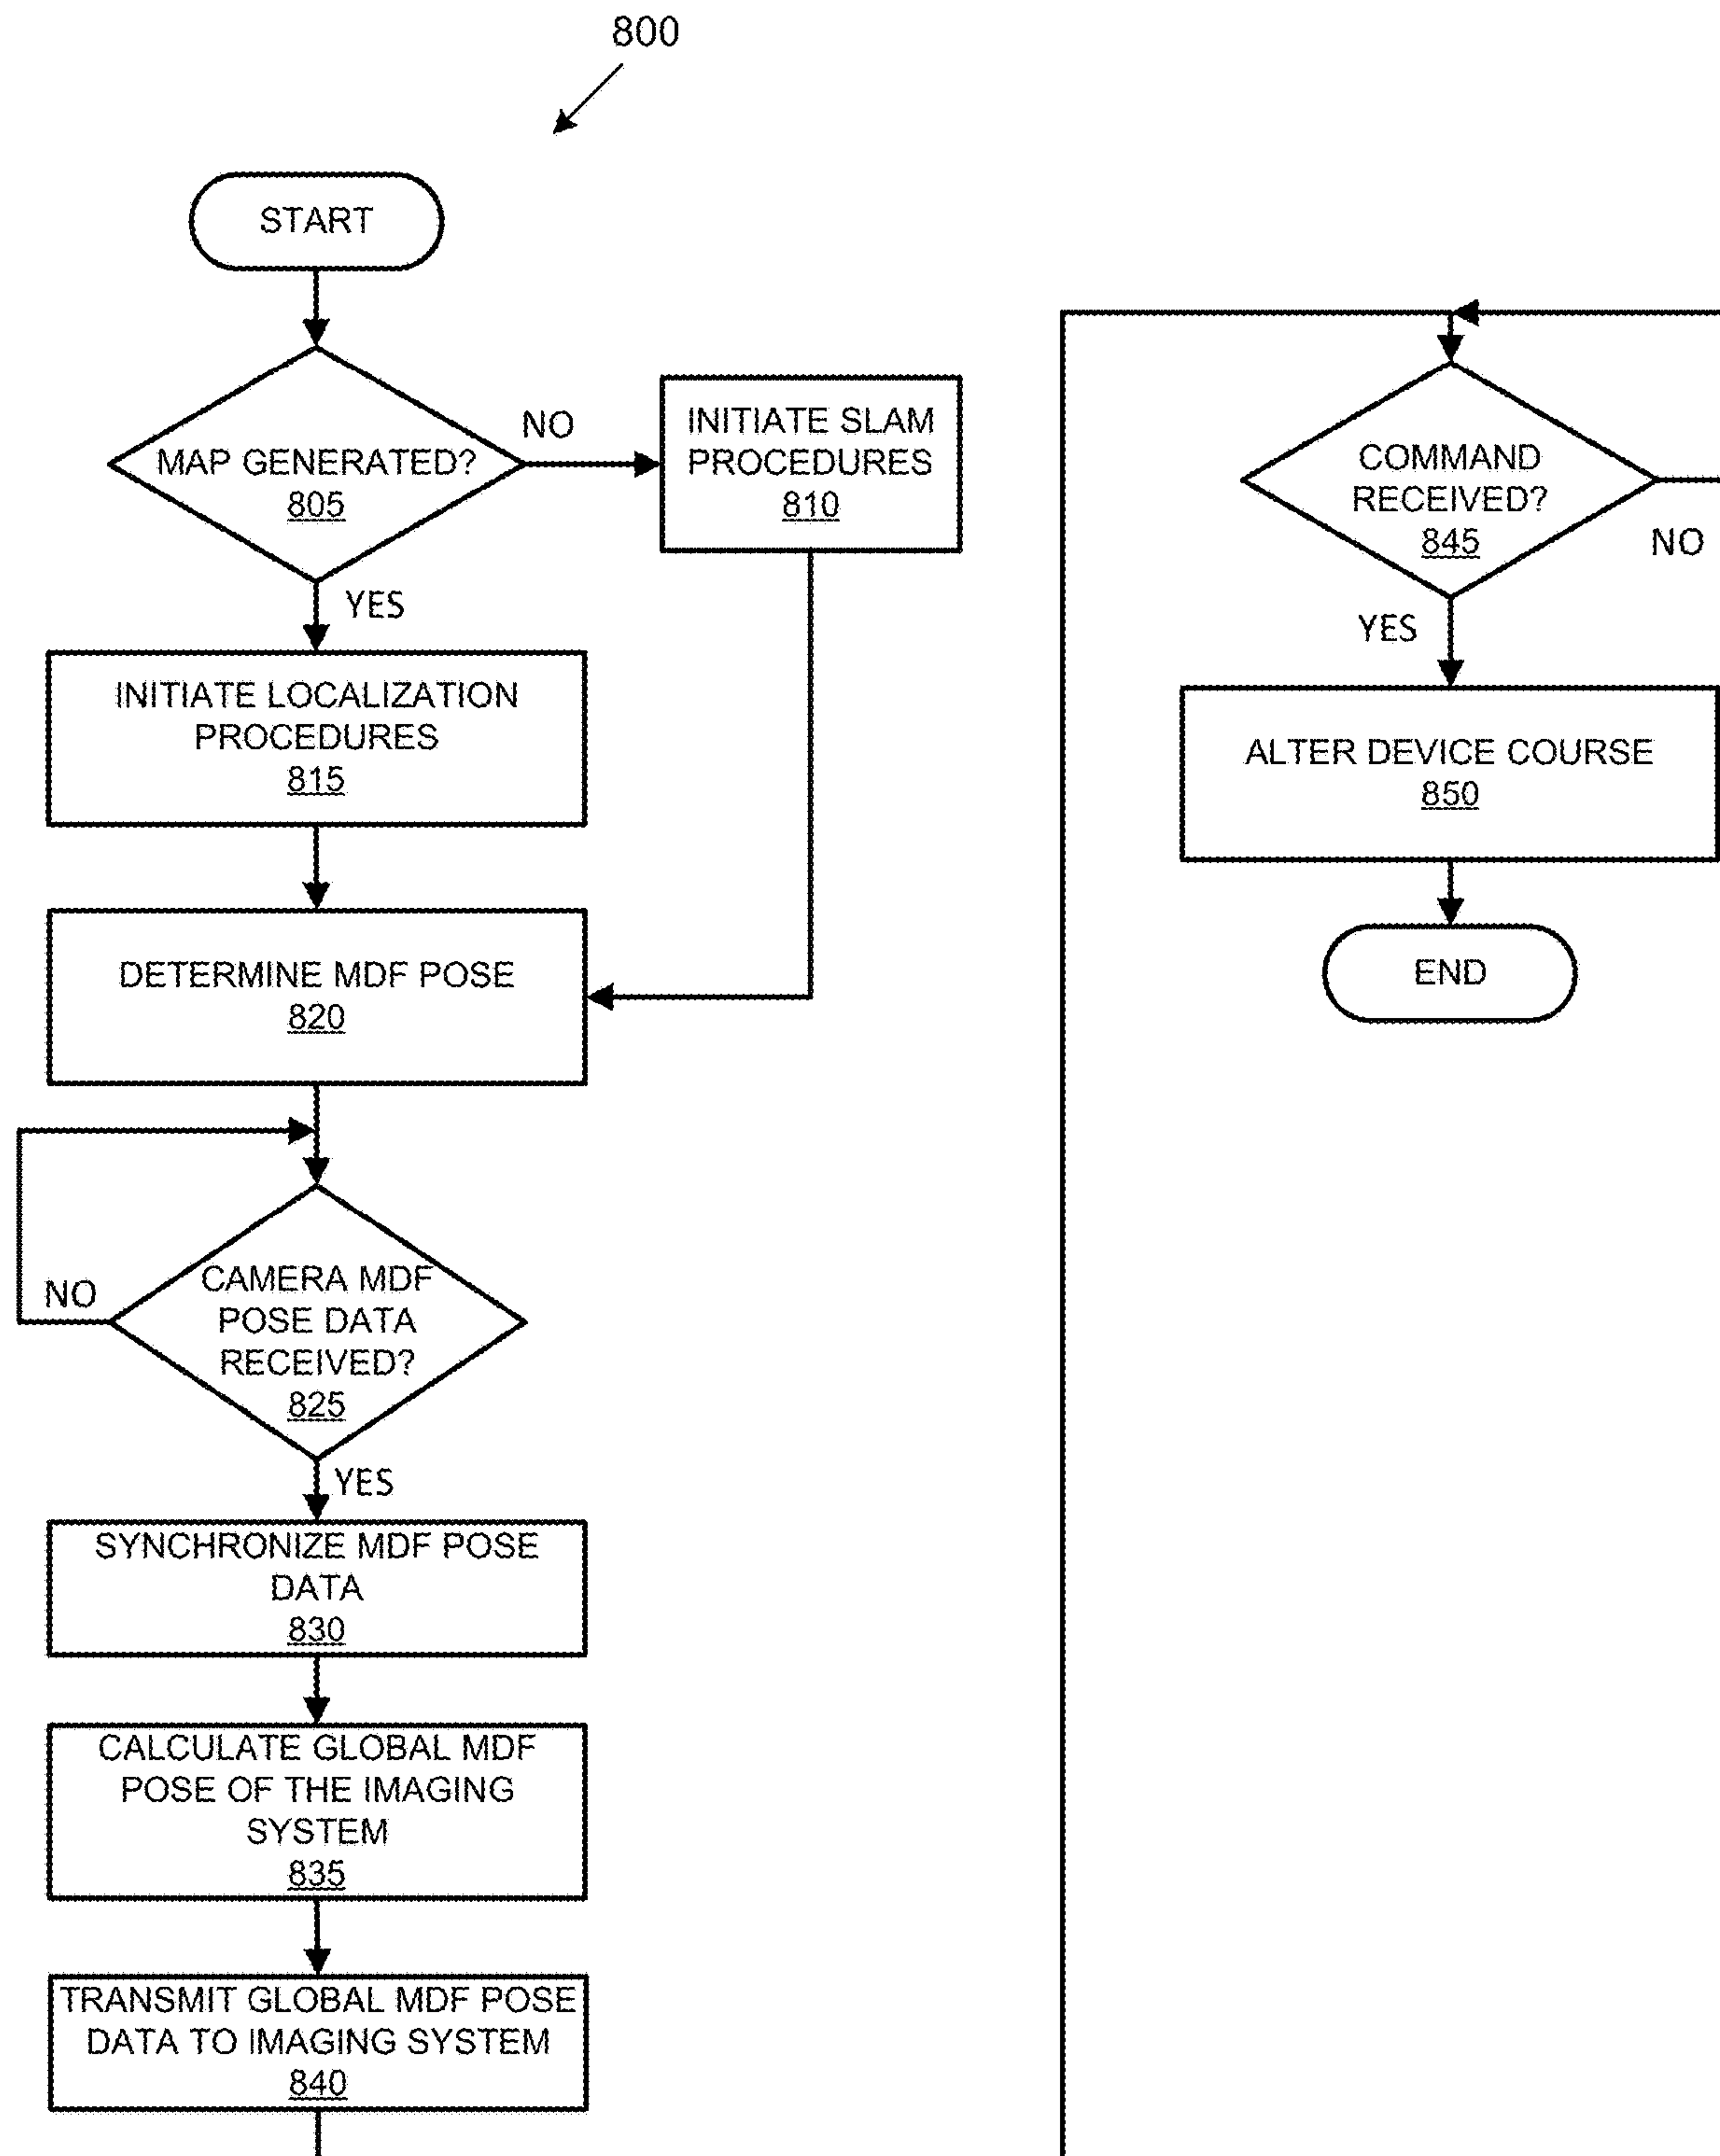 800
START
MAP GENERATED?
805
NO
INITIATE SLAM
PROCEDURES
810
YES
INITIATE LOCALIZATION
PROCEDURES
815
DETERMINE MDF POSE
820
CAMERA MDF
POSE DATA
RECEIVED?
825
NO
YES
SYNCHRONIZE MDF POSE
DATA
830
CALCULATE GLOBAL MDF
POSE OF THE IMAGING
SYSTEM
835
TRANSMIT GLOBAL MDF POSE
DATA TO IMAGING SYSTEM
840
COMMAND
RECEIVED?
845
NO
YES
ALTER DEVICE COURSE
850
END